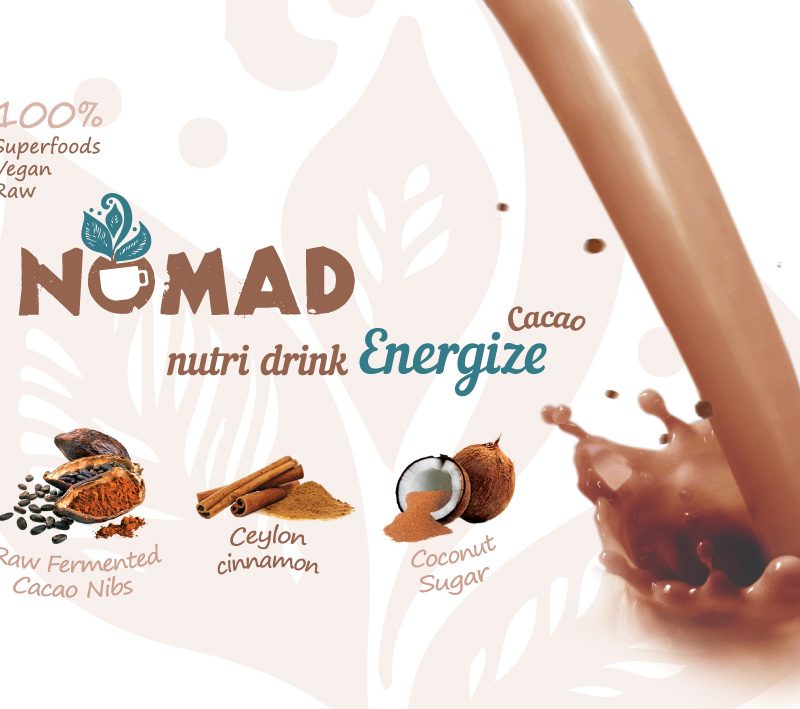 100%
Superfoods
Vegan
Raw
NOMAD
Cacao
nutri drink Energize
Raw Fermented
Cacao Nibs
Ceylon
cinnamon
Coconut
Sugar